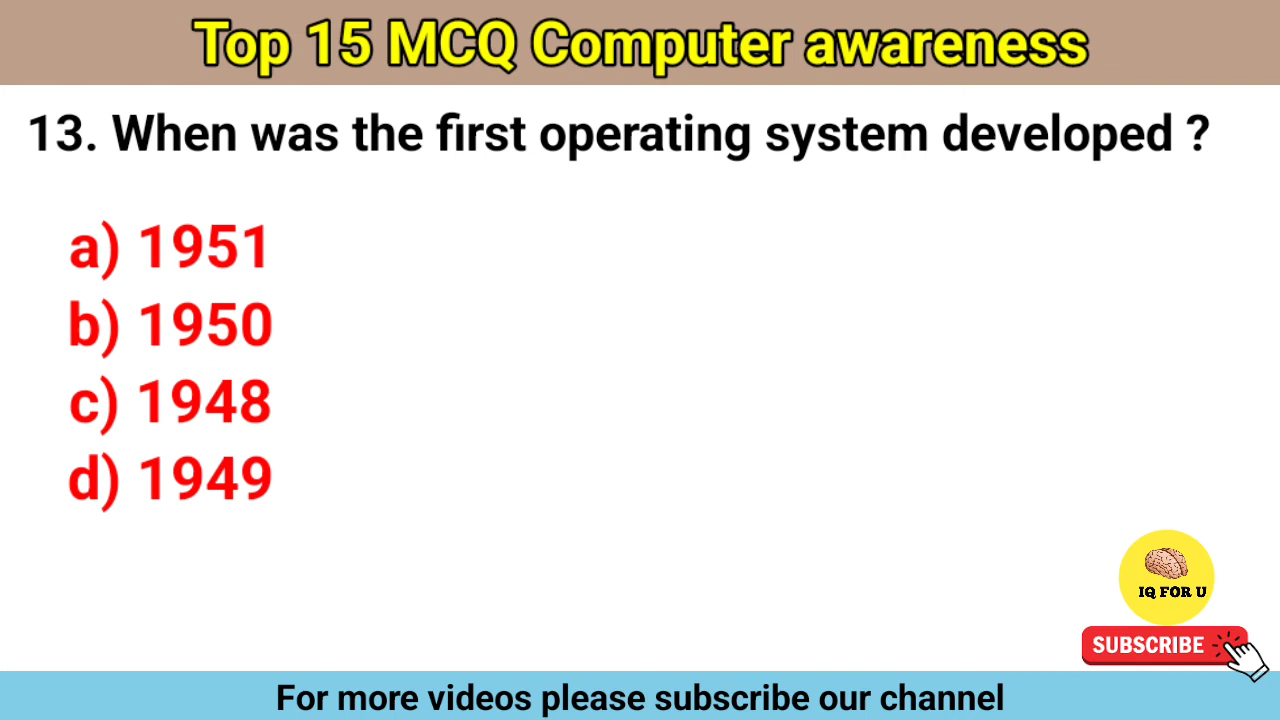 Top 15 MCQ Computer awareness
13. When was the first operating system developed ?
a) 1951
b) 1950
c) 1948
d) 1949
IQ FOR U
SUBSCRIBE
For more videos please subscribe our channel